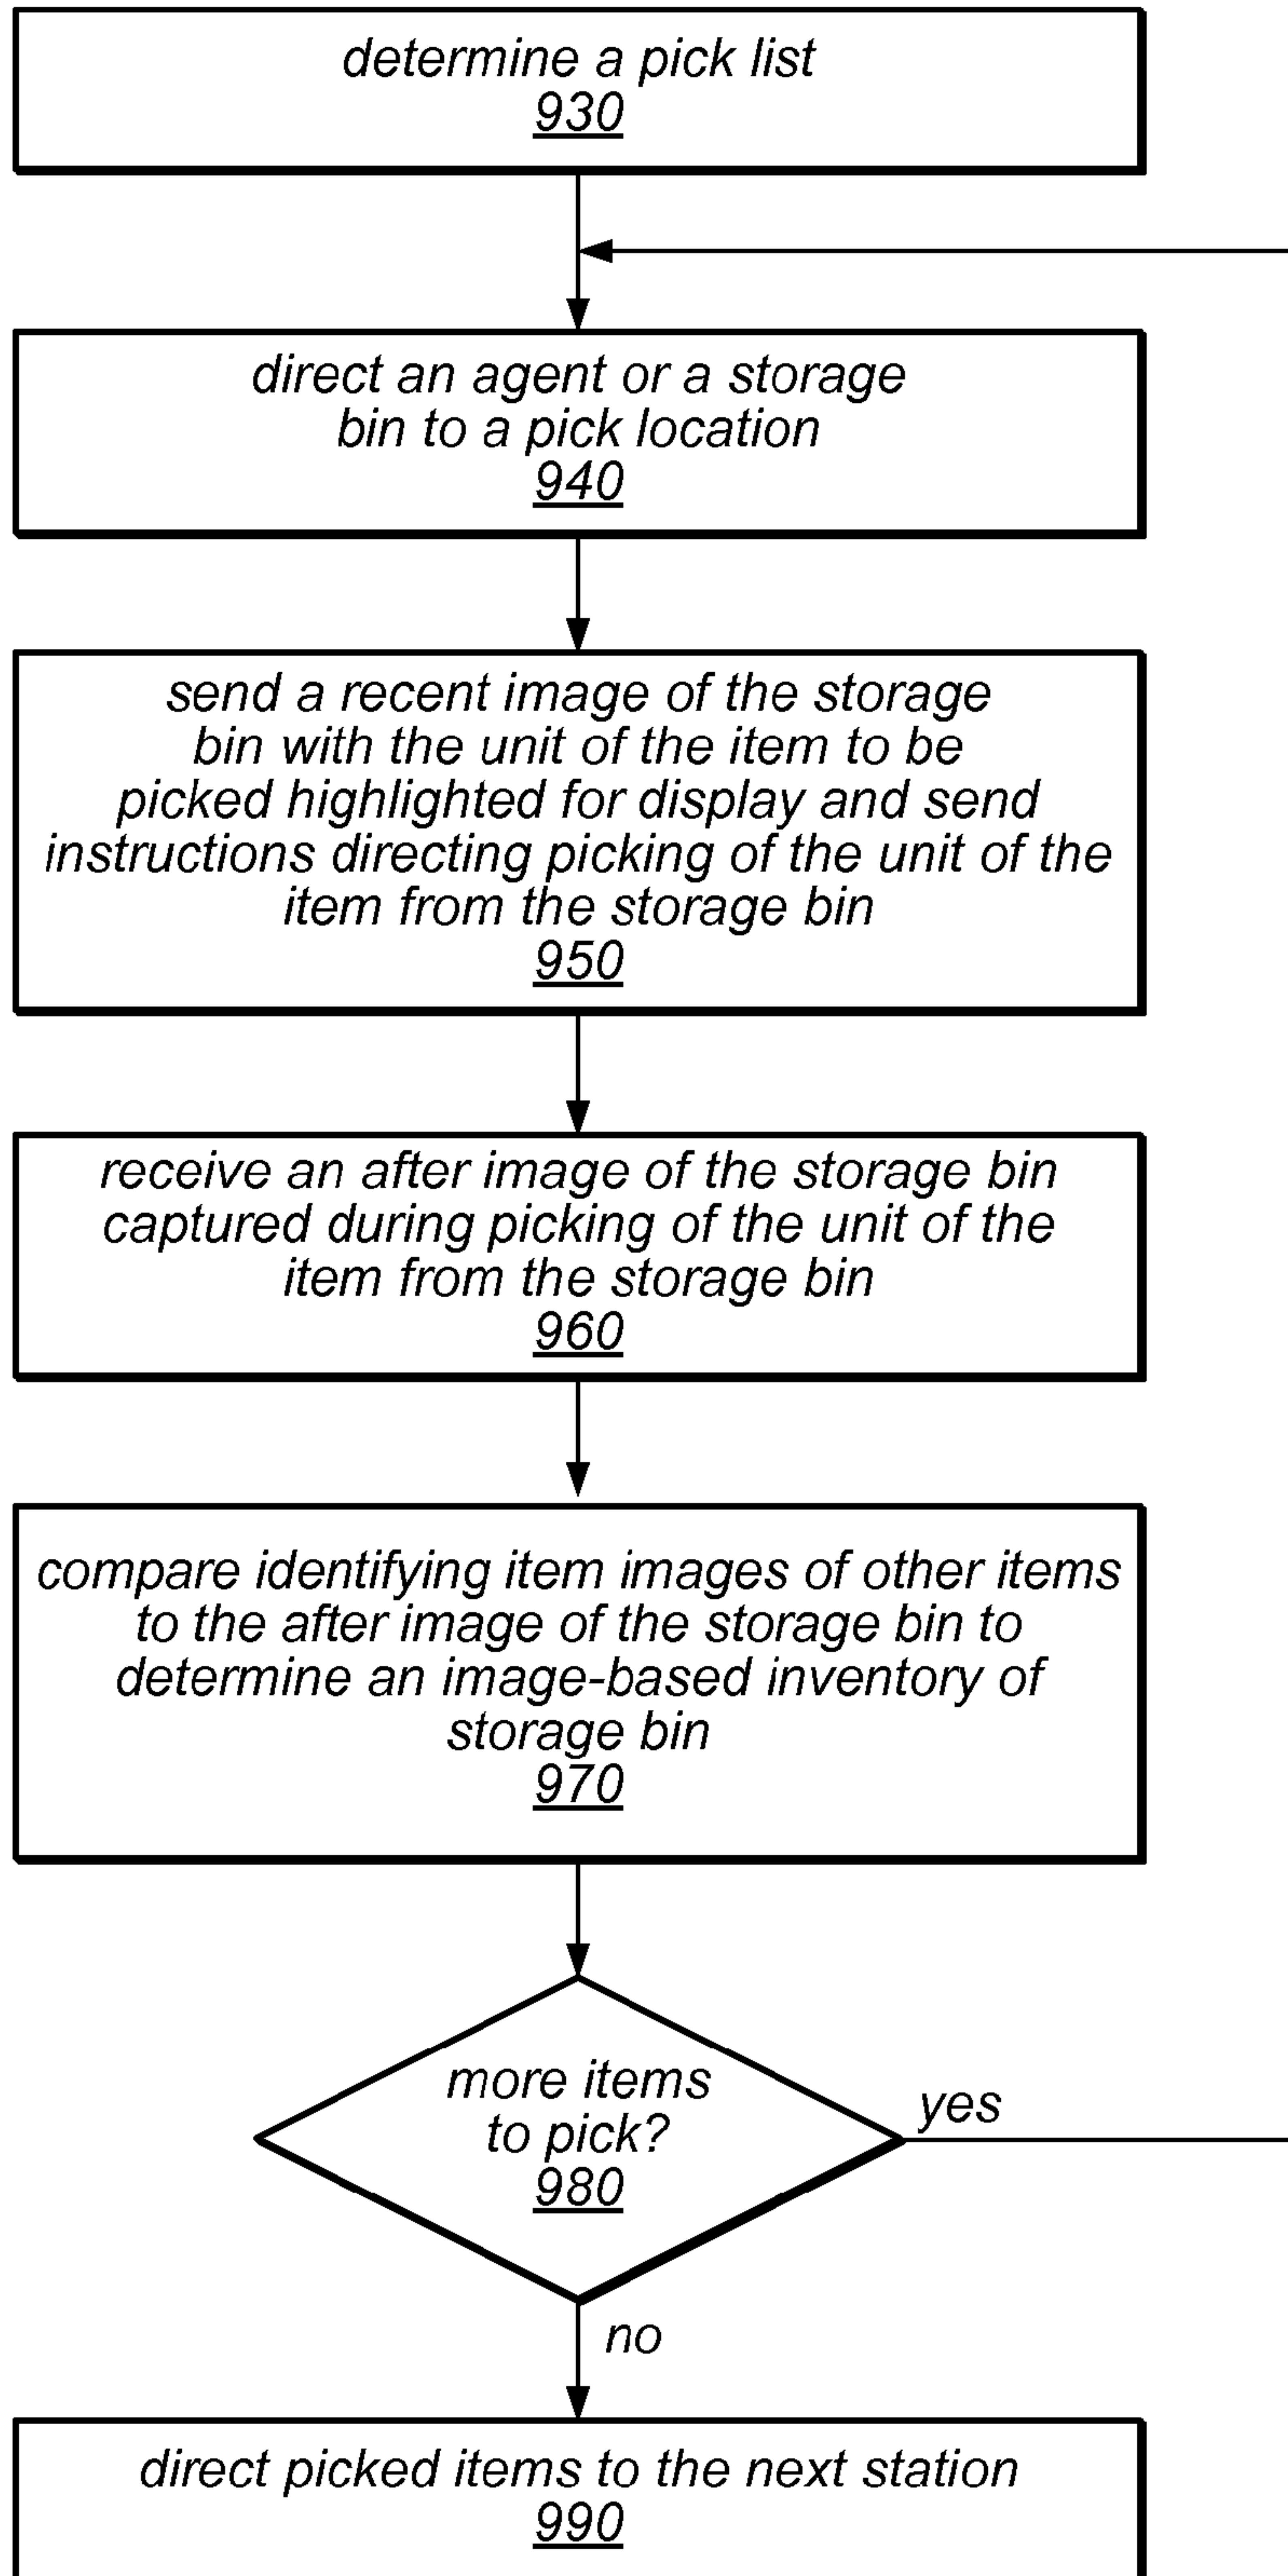 determine a pick list
930
direct an agent or a storage
bin to a pick location
940
send a recent image of the storage
bin with the unit of the item to be
picked highlighted for display and send
instructions directing picking of the unit of the
item from the storage bin
950
receive an after image of the storage bin
captured during picking of the unit of the
item from the storage bin
960
compare identifying item images of other items
to the after image of the storage bin to
determine an image-based inventory of
storage bin
970
more items
to pick?
980
yes
no
direct picked items to the next station
990